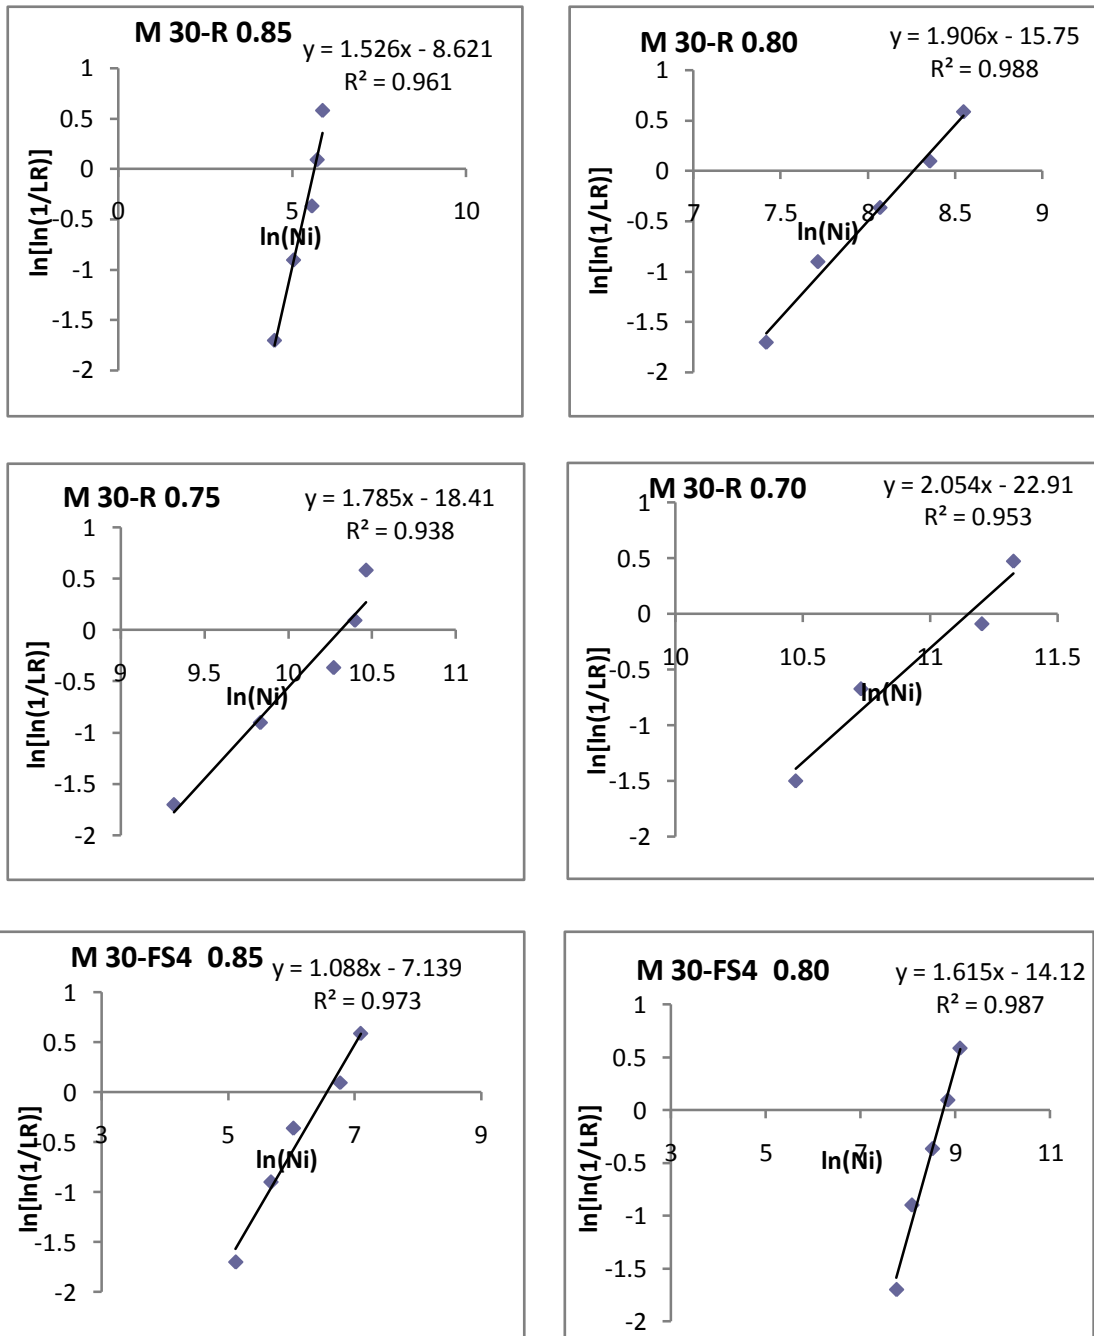 M 30-R 0.85
y = 1.526x - 8.621
R² = 0.961
1
0.5
0
-0.5
-1
-1.5
-2
0
5
10
ln(Ni)
ln[ln(1/LR)]
M 30-R 0.80
y = 1.906x - 15.75
R² = 0.988
1
0.5
0
-0.5
-1
-1.5
-2
7
7.5
8
8.5
9
ln(Ni)
ln[ln(1/LR)]
M 30-R 0.75
y = 1.785x - 18.41
R² = 0.938
1
0.5
0
-0.5
-1
-1.5
-2
9
9.5
10
10.5
11
ln(Ni)
ln[ln(1/LR)]
M 30-R 0.70
y = 2.054x - 22.91
R² = 0.953
1
0.5
0
-0.5
-1
-1.5
-2
10
10.5
11
11.5
ln(Ni)
ln[ln(1/LR)]
M 30-FS4 0.85
y = 1.088x - 7.139
R² = 0.973
1
0.5
0
-0.5
-1
-1.5
-2
3
5
7
9
ln(Ni)
ln[ln(1/LR)]
M 30-FS4 0.80
y = 1.615x - 14.12
R² = 0.987
1
0.5
0
-0.5
-1
-1.5
-2
3
5
7
9
11
ln(Ni)
ln[ln(1/LR)]